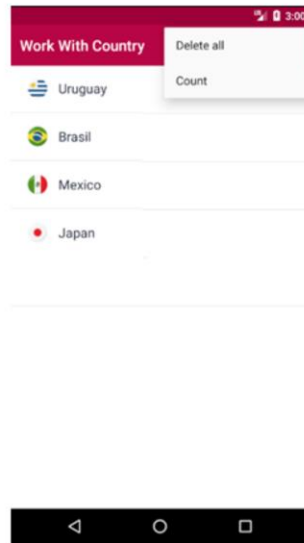 3:00
Work With Country
Delete all
Count
Uruguay
Brasil
Mexico
Japan